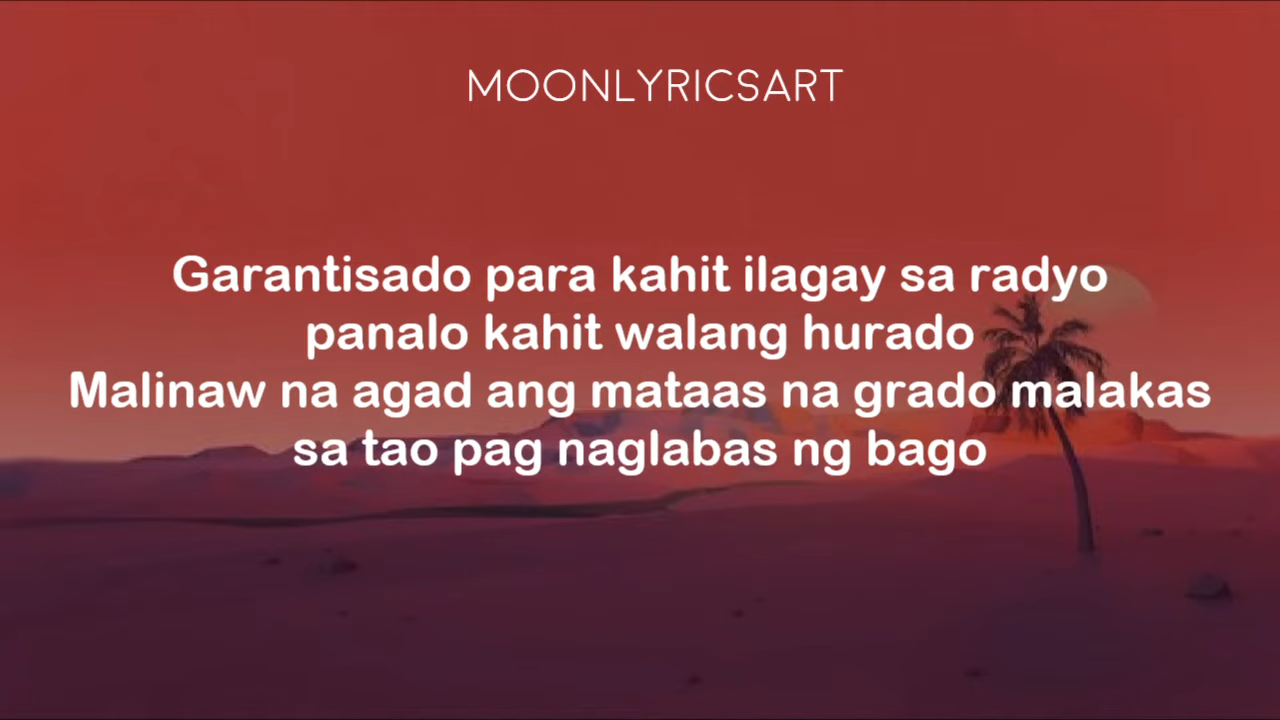 MOONLYRICSART
Garantisado para kahit ilagay sa radyo
panalo kahit walang hurado
Malinaw na agad ang mataas na grado malakas
sa tao pag naglabas ng bago